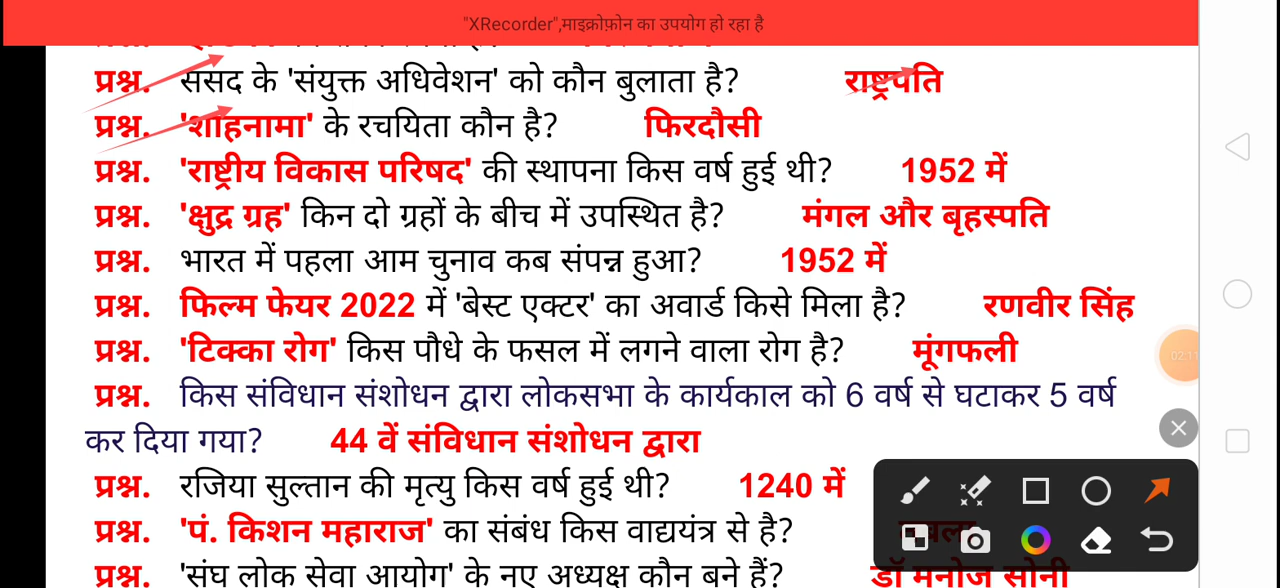 "XRecorder",माइक्रोफ़ोन का उपयोग हो रहा है
प्रश्न. संसद के 'संयुक्त अधिवेशन' को कौन बुलाता है? राष्ट्रपति
प्रश्न. 'शाहनामा' के रचयिता कौन है? फिरदौसी
प्रश्न. 'राष्ट्रीय विकास परिषद' की स्थापना किस वर्ष हुई थी? 1952 में
प्रश्न. 'क्षुद्र ग्रह' किन दो ग्रहों के बीच में उपस्थित है? मंगल और बृहस्पति
प्रश्न. भारत में पहला आम चुनाव कब संपन्न हुआ? 1952 में
प्रश्न. फिल्म फेयर 2022 में 'बेस्ट एक्टर' का अवार्ड किसे मिला है? रणवीर सिंह
प्रश्न. 'टिक्का रोग' किस पौधे के फसल में लगने वाला रोग है? मूंगफली
02:11
प्रश्न. किस संविधान संशोधन द्वारा लोकसभा के कार्यकाल को 6 वर्ष से घटाकर 5 वर्ष
कर दिया गया? 44 वें संविधान संशोधन द्वारा
प्रश्न. रजिया सुल्तान की मृत्यु किस वर्ष हुई थी? 1240 में
प्रश्न. 'पं. किशन महाराज' का संबंध किस वाद्ययंत्र से है?
प्रश्न. 'संघ लोक सेवा आयोग' के नए अध्यक्ष कौन बने हैं? डॉ मनोज सोनी